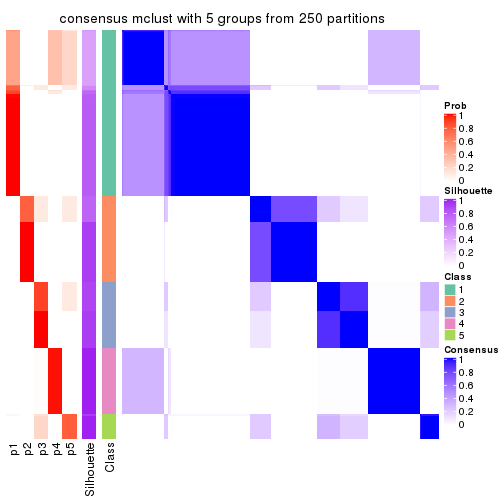 consensus mclust with 5 groups from 250 partitions
Prob
1
0.8
0.6
0.4
0.2
0
Silhouette
1
0.8
0.6
0.4
0.2
0
Class
1
2
3
4
5
Consensus
1
0.8
0.6
0.4
0.2
0
p1
p2
p3
p4
p5
Silhouette
Class